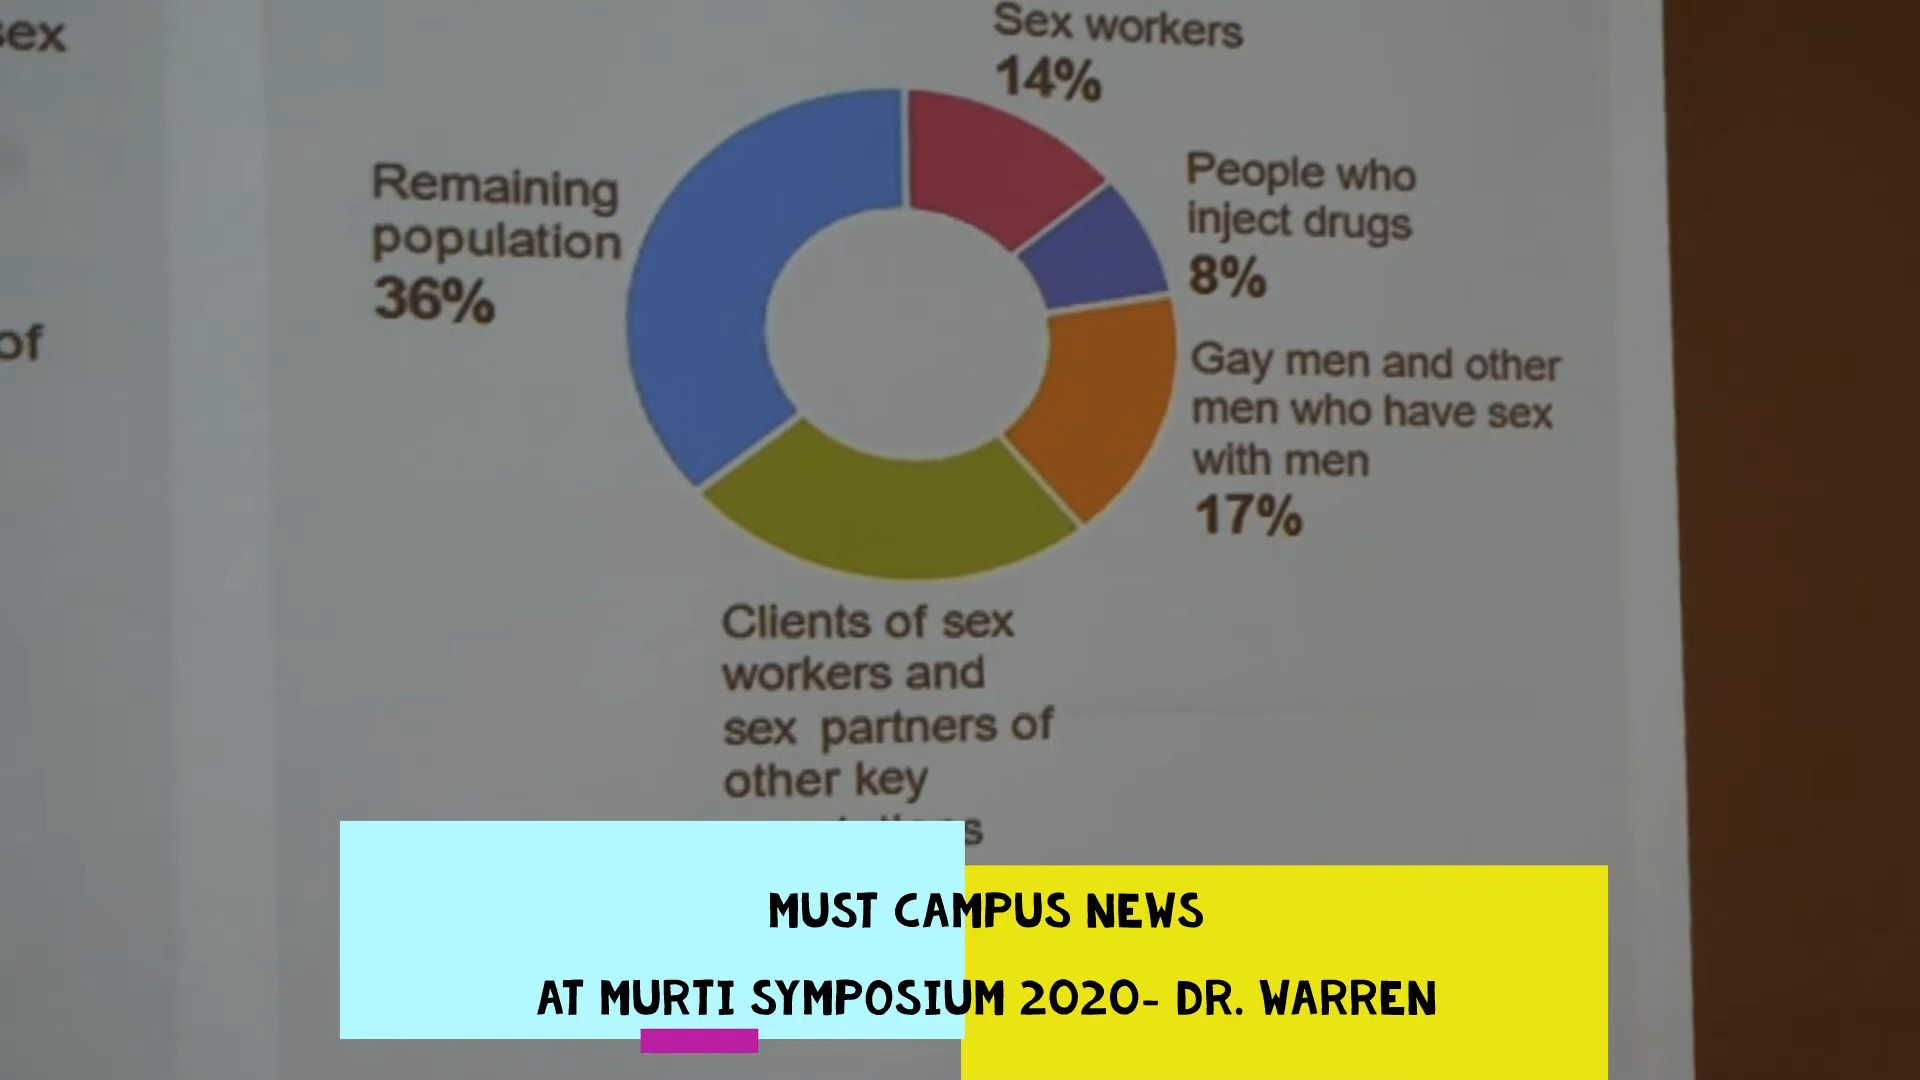 sex
of
Sex workers
14%
People who
inject drugs
8%
Gay men and other
men who have sex
with men
17%
Remaining
population
36%
Clients of sex
workers and
sex partners of
other key
MUST CAMPUS NEWS
AT MURTI SYMPOSIUM 2020- DR. WARREN